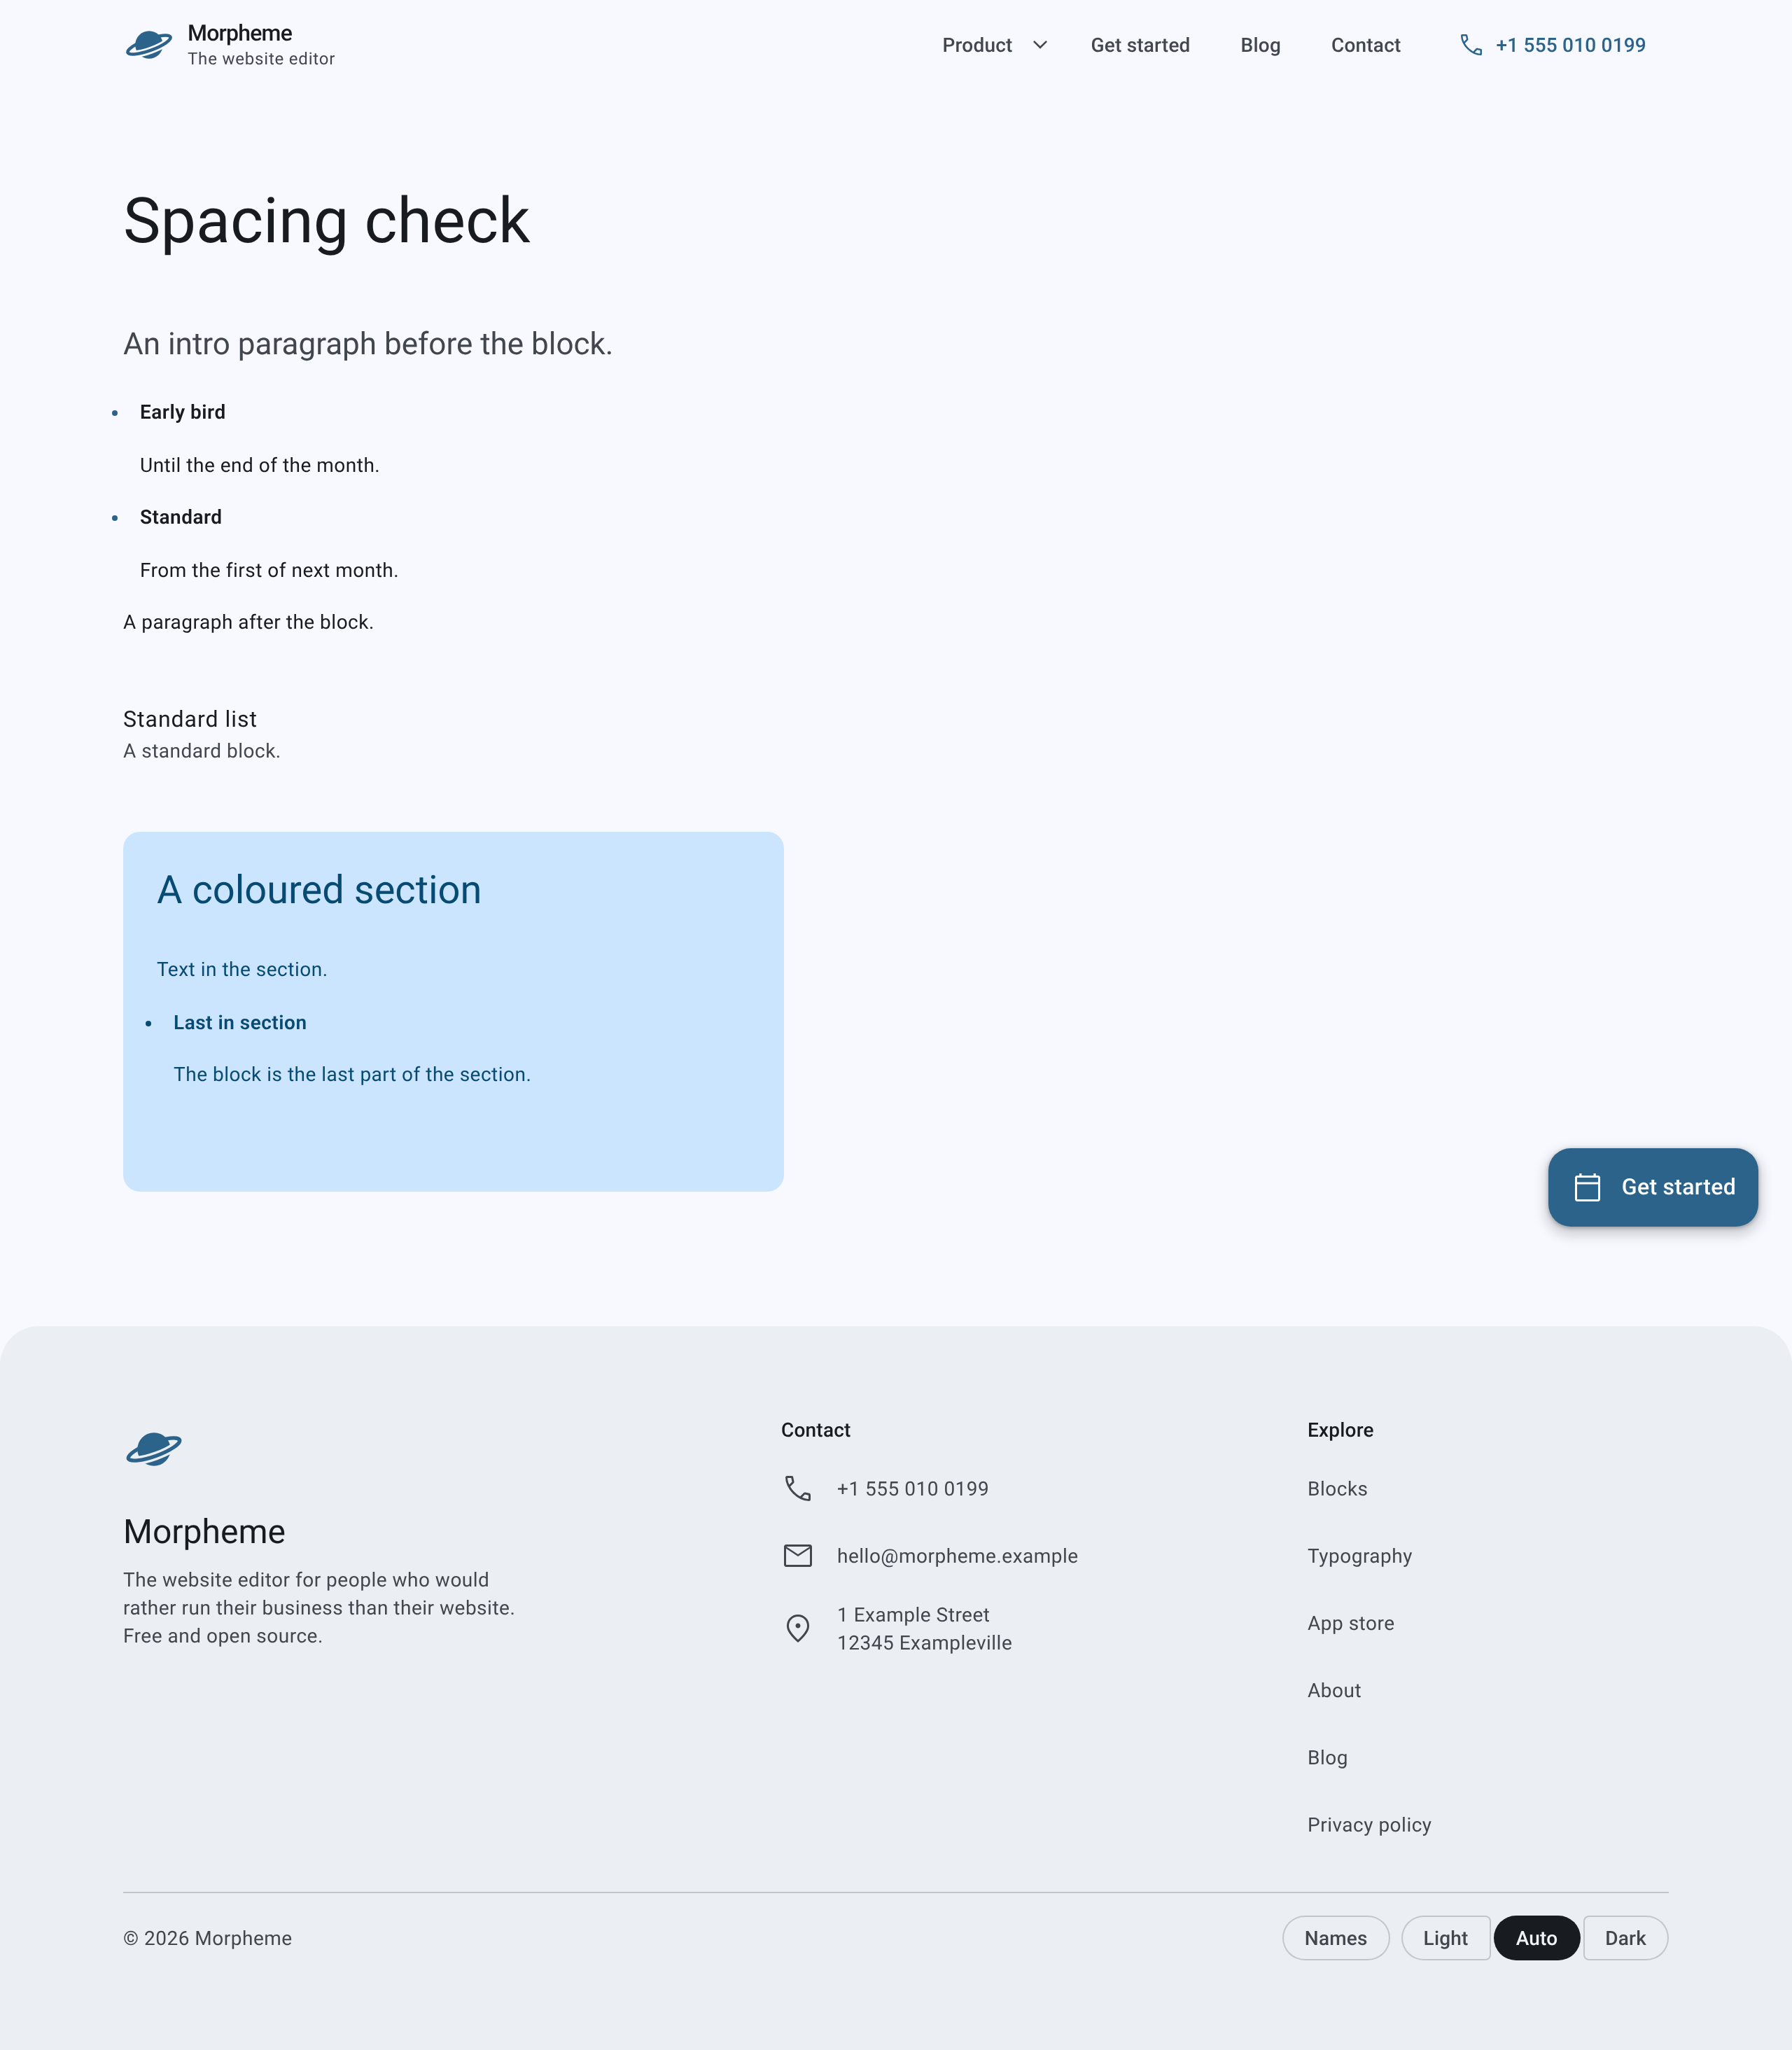 Morpheme
The website editor
Product
Get started
Blog
Contact
+1 555 010 0199
Spacing check
An intro paragraph before the block.
Early bird
Until the end of the month.
Standard
From the first of next month.
A paragraph after the block.
Standard list
A standard block.
A coloured section
Text in the section.
Last in section
The block is the last part of the section.
Get started
Morpheme
The website editor for people who would
rather run their business than their website.
Free and open source.
Contact
+1 555 010 0199
hello@morpheme.example
1 Example Street
12345 Exampleville
Explore
Blocks
Typography
App store
About
Blog
Privacy policy
© 2026 Morpheme
Names
Light
Auto
Dark